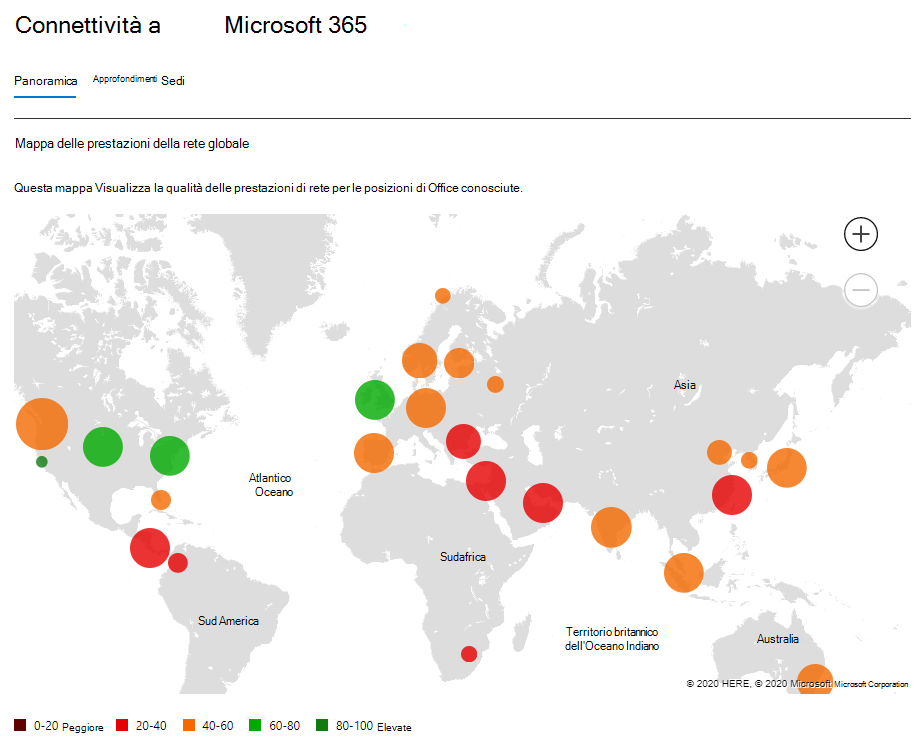 Connettività a Microsoft 365
Panoramica Approfondimenti Sedi
Mappa delle prestazioni della rete globale
Questa mappa Visualizza la qualità delle prestazioni di rete per le posizioni di Office conosciute.
Asia
Atlantico
Oceano
Sudafrica
Sud America
Territorio britannico
dell'Oceano Indiano
Australia
© 2020 HERE, © 2020 Microsoft Microsoft Corporation
0-20 Peggiore 20-40 40-60 60-80 80-100 Elevate